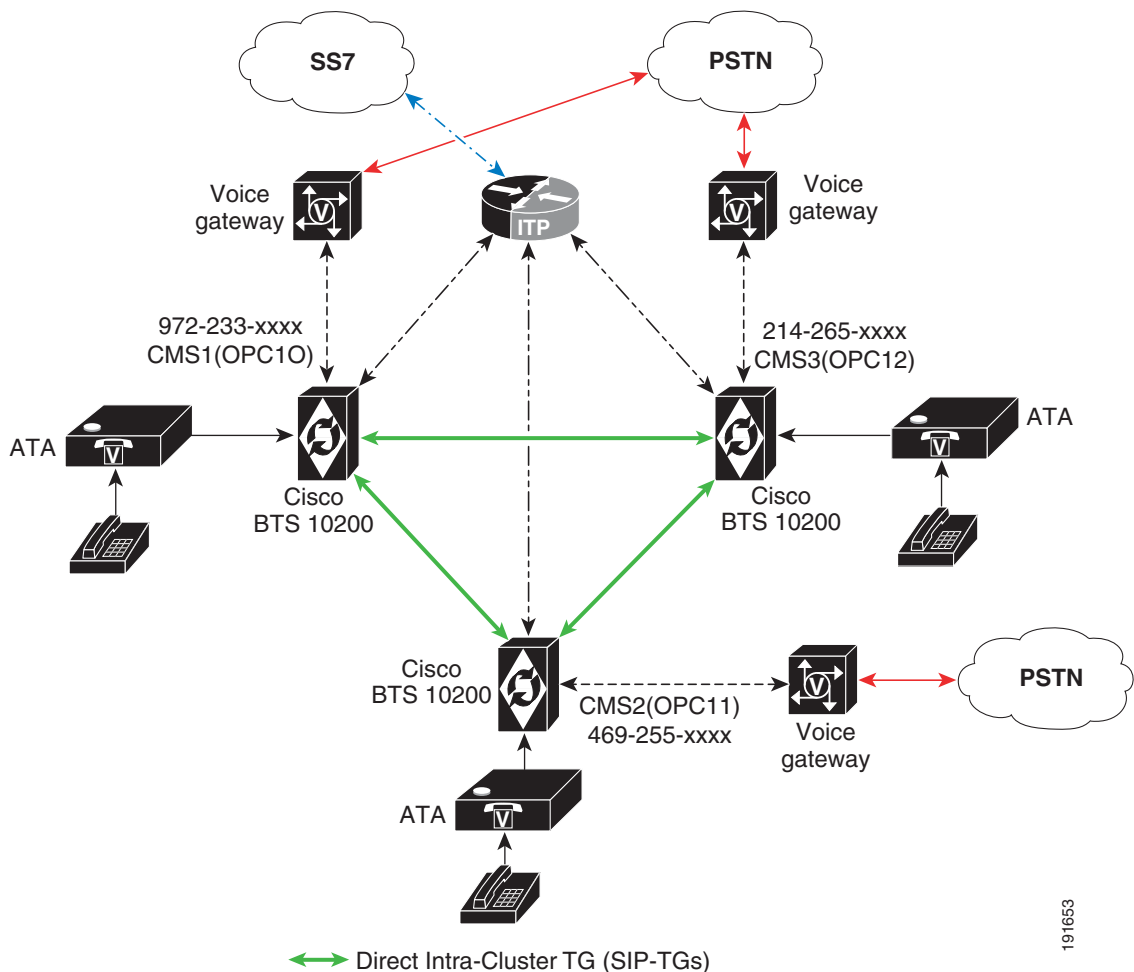 SS7
PSTN
Voice
gateway
ITP
Voice
gateway
972-233-xxxx
CMS1(OPC1O)
214-265-xxxx
CMS3(OPC12)
ATA
V
V
ATA
Cisco
BTS 10200
Cisco
BTS 10200
Cisco
BTS 10200
CMS2(OPC11)
469-255-xxxx
V
Voice
gateway
PSTN
ATA
V
V
V
191653
Direct Intra-Cluster TG (SIP-TGs)